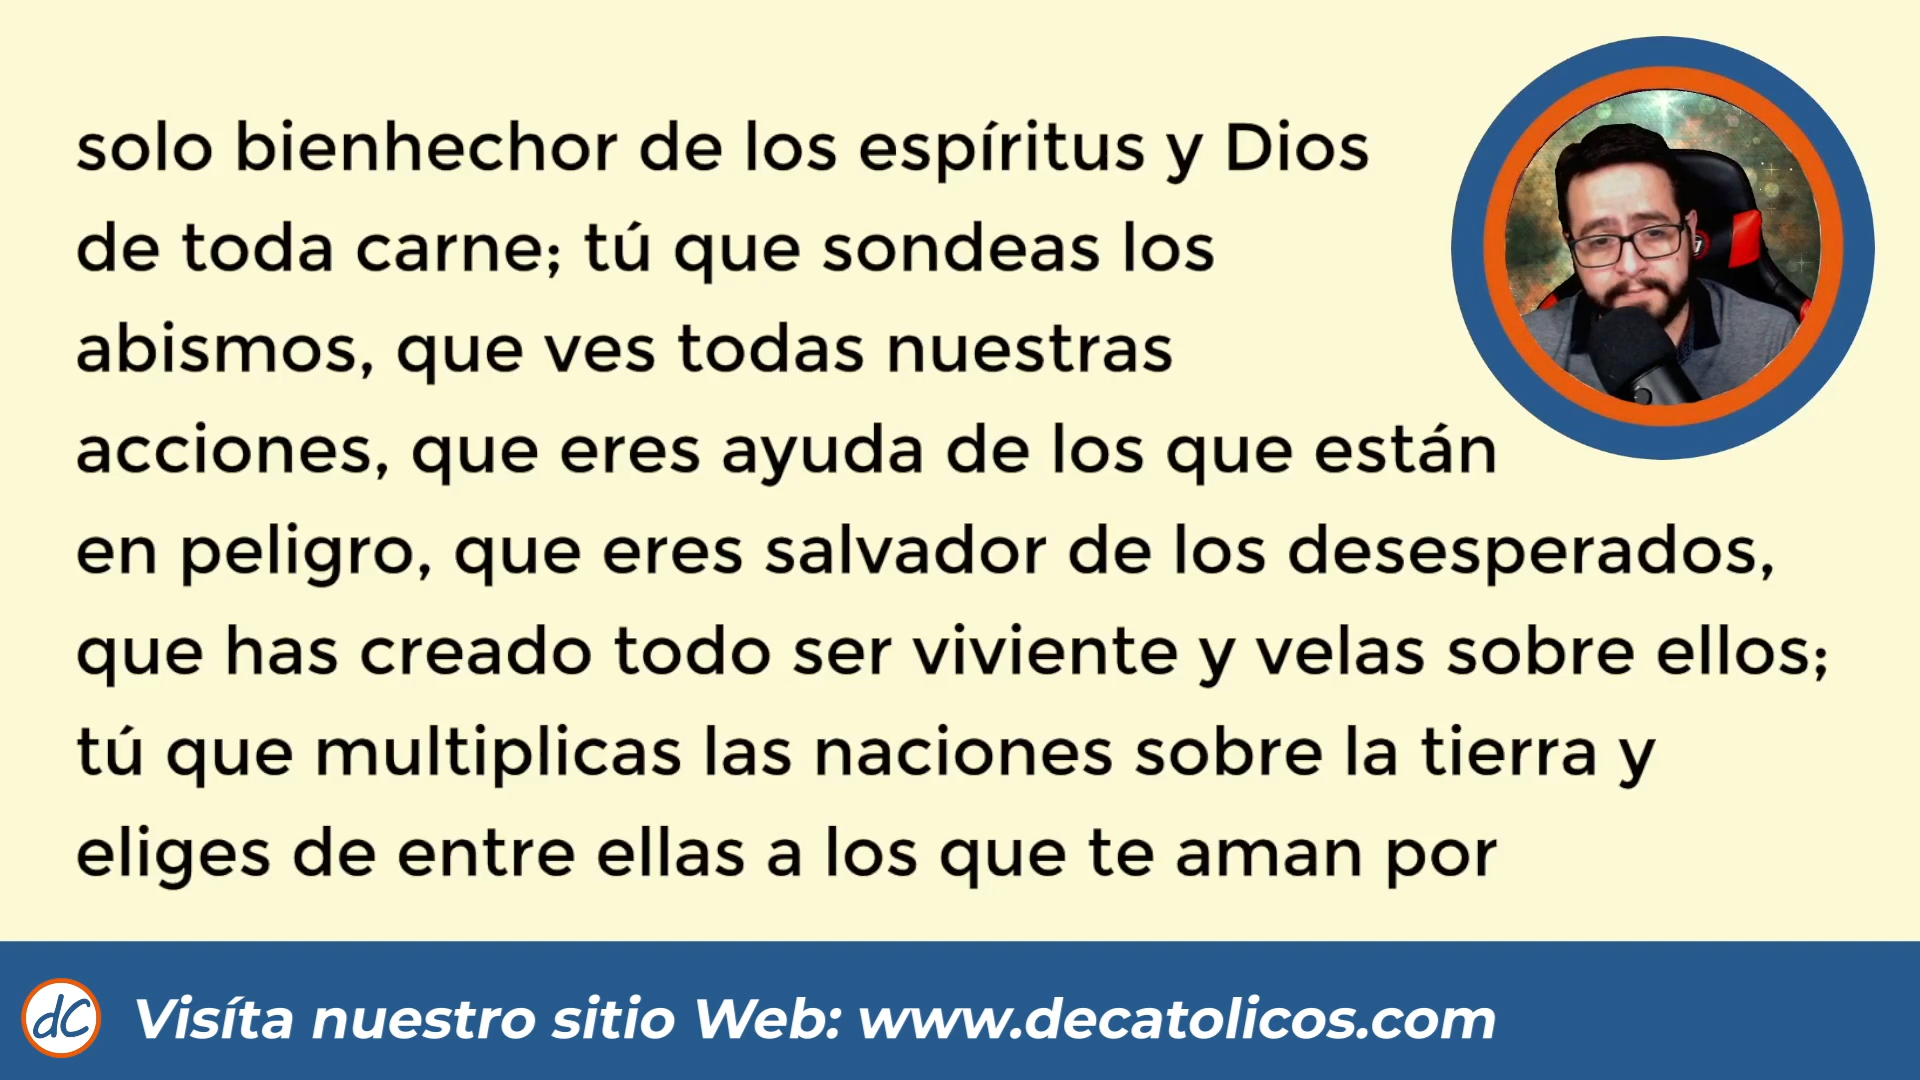 solo bienhechor de los espíritus y Dios
de toda carne; tú que sondeas los
abismos, que ves todas nuestras
acciones, que eres ayuda de los que están
en peligro, que eres salvador de los desesperados,
que has creado todo ser viviente y velas sobre ellos;
tú que multiplicas las naciones sobre la tierra y
eliges de entre ellas a los que te aman por
dC Visíta nuestro sitio Web: www.decatolicos.com